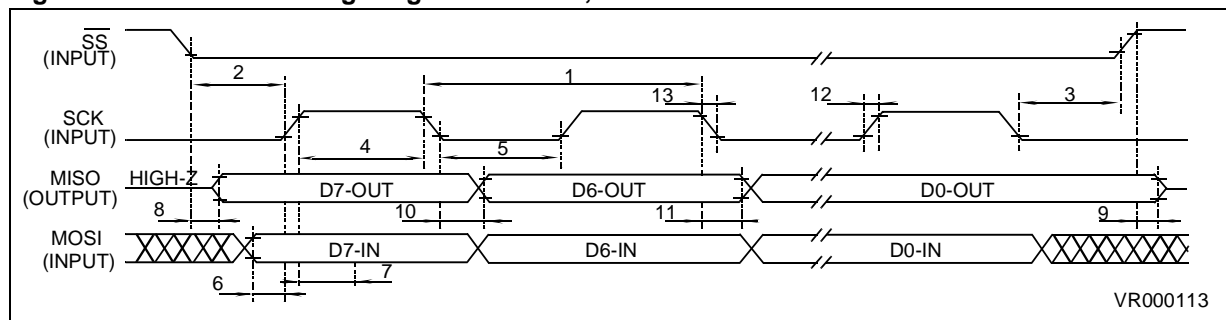 SS
(INPUT)
2
1
13
12
3
SCK
(INPUT)
4
5
MISO
(OUTPUT)
HIGH-Z
D7-OUT
D6-OUT
D0-OUT
8
10
11
9
MOSI
(INPUT)
D7-IN
D6-IN
D0-IN
6
7
VR000113